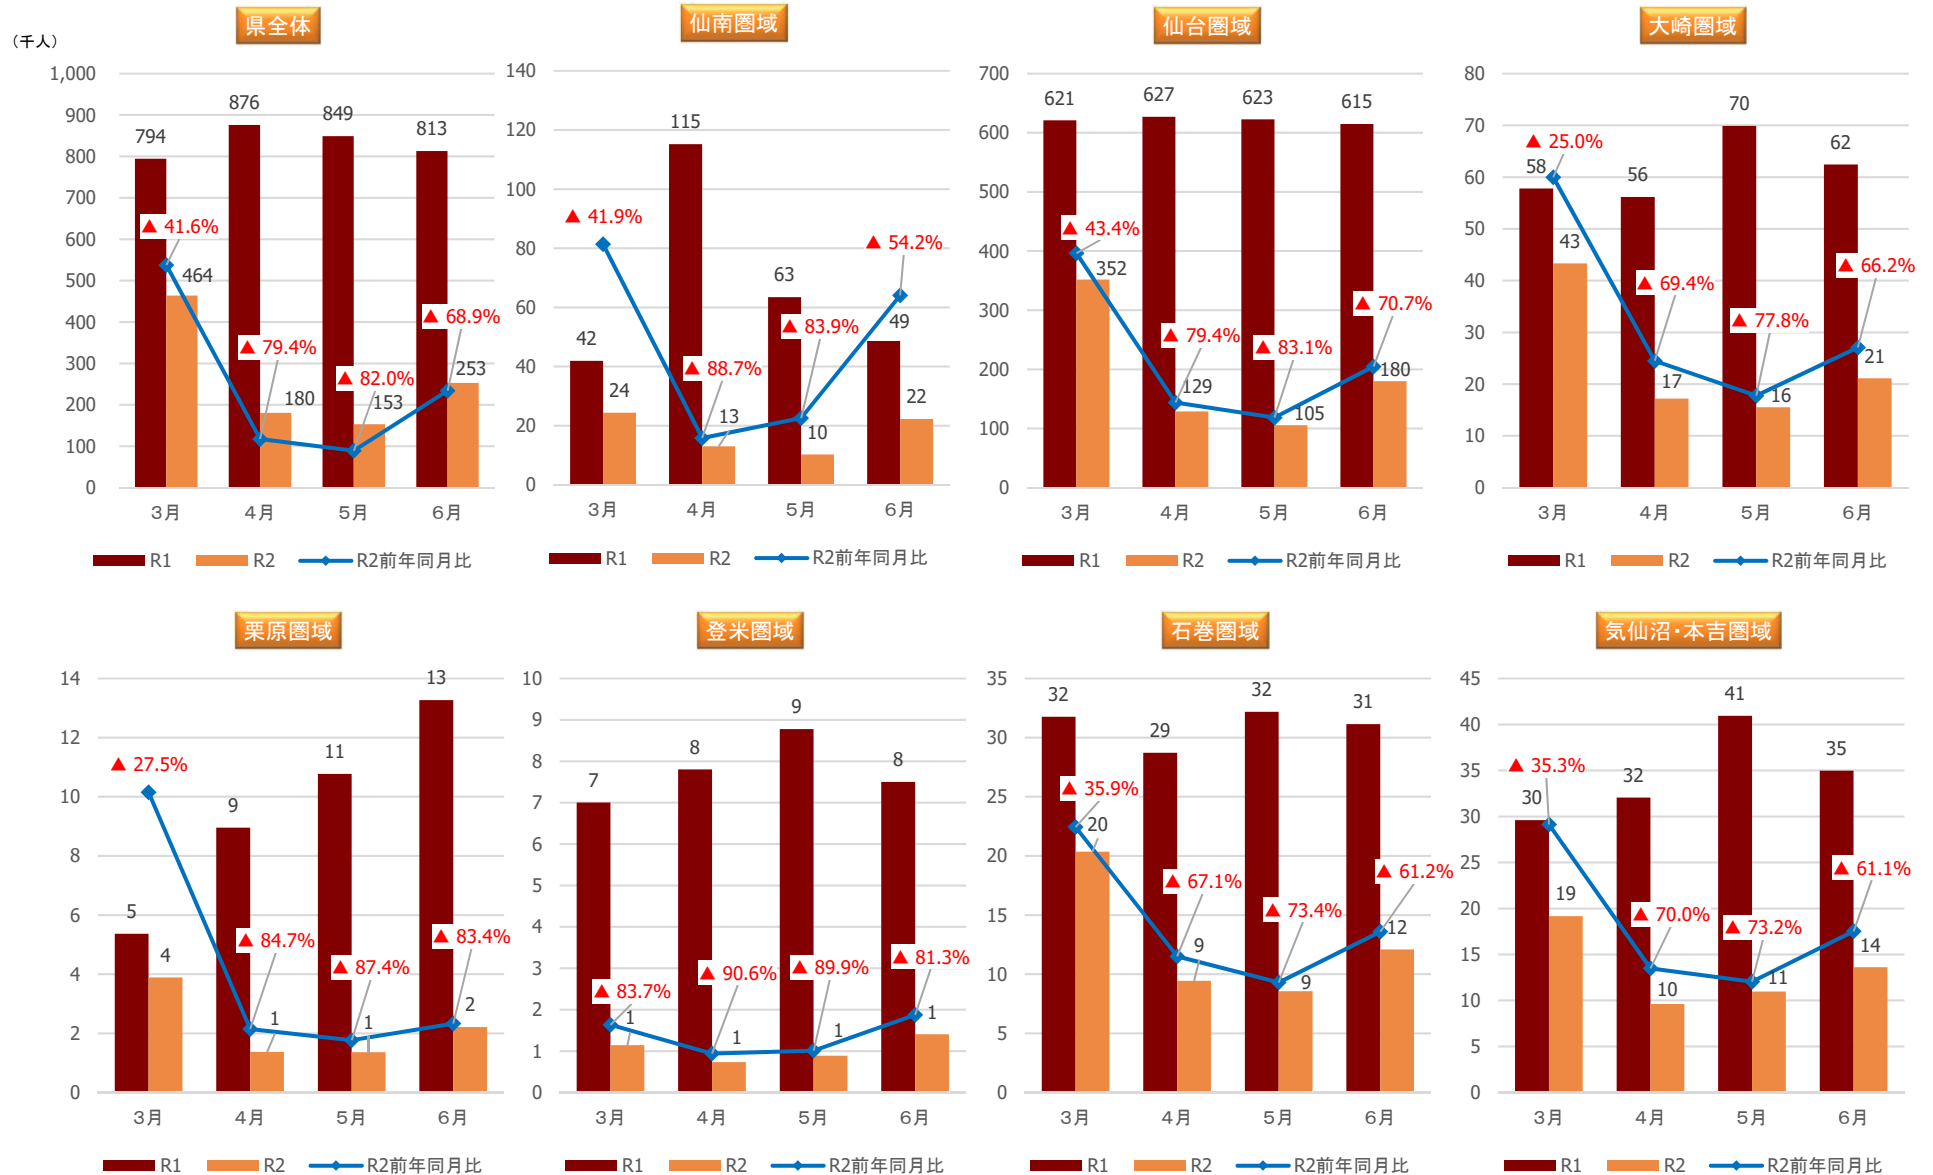 (千人)
県全体
1,000
900
800
700
600
500
400
300
200
100
0
794
876
849
813
▲ 41.6%
464
▲ 79.4%
180
▲ 82.0%
153
▲ 68.9%
253
3月
4月
5月
6月
R1
R2
R2前年同月比
仙南圏域
140
120
100
80
60
40
20
0
115
▲ 41.9%
▲ 54.2%
63
▲ 83.9%
49
42
▲ 88.7%
24
13
10
22
3月
4月
5月
6月
R1
R2
R2前年同月比
仙台圏域
700
600
500
400
300
200
100
0
621
627
623
615
▲ 43.4%
352
▲ 79.4%
129
▲ 83.1%
105
▲ 70.7%
180
3月
4月
5月
6月
R1
R2
R2前年同月比
大崎圏域
80
70
60
50
40
30
20
10
0
▲ 25.0%
58
56
70
62
43
▲ 69.4%
17
▲ 77.8%
16
▲ 66.2%
21
3月
4月
5月
6月
R1
R2
R2前年同月比
栗原圏域
14
12
10
8
6
4
2
0
13
▲ 27.5%
11
9
5
4
▲ 84.7%
1
▲ 87.4%
1
▲ 83.4%
2
3月
4月
5月
6月
R1
R2
R2前年同月比
登米圏域
10
9
8
7
6
5
4
3
2
1
0
7
8
9
8
▲ 83.7%
1
▲ 90.6%
1
▲ 89.9%
1
▲ 81.3%
1
3月
4月
5月
6月
R1
R2
R2前年同月比
石巻圏域
35
30
25
20
15
10
5
0
32
29
32
31
▲ 35.9%
20
▲ 67.1%
9
▲ 73.4%
9
▲ 61.2%
12
3月
4月
5月
6月
R1
R2
R2前年同月比
気仙沼・本吉圏域
45
40
35
30
25
20
15
10
5
0
▲ 35.3%
30
32
41
35
19
▲ 70.0%
10
▲ 73.2%
11
▲ 61.1%
14
3月
4月
5月
6月
R1
R2
R2前年同月比